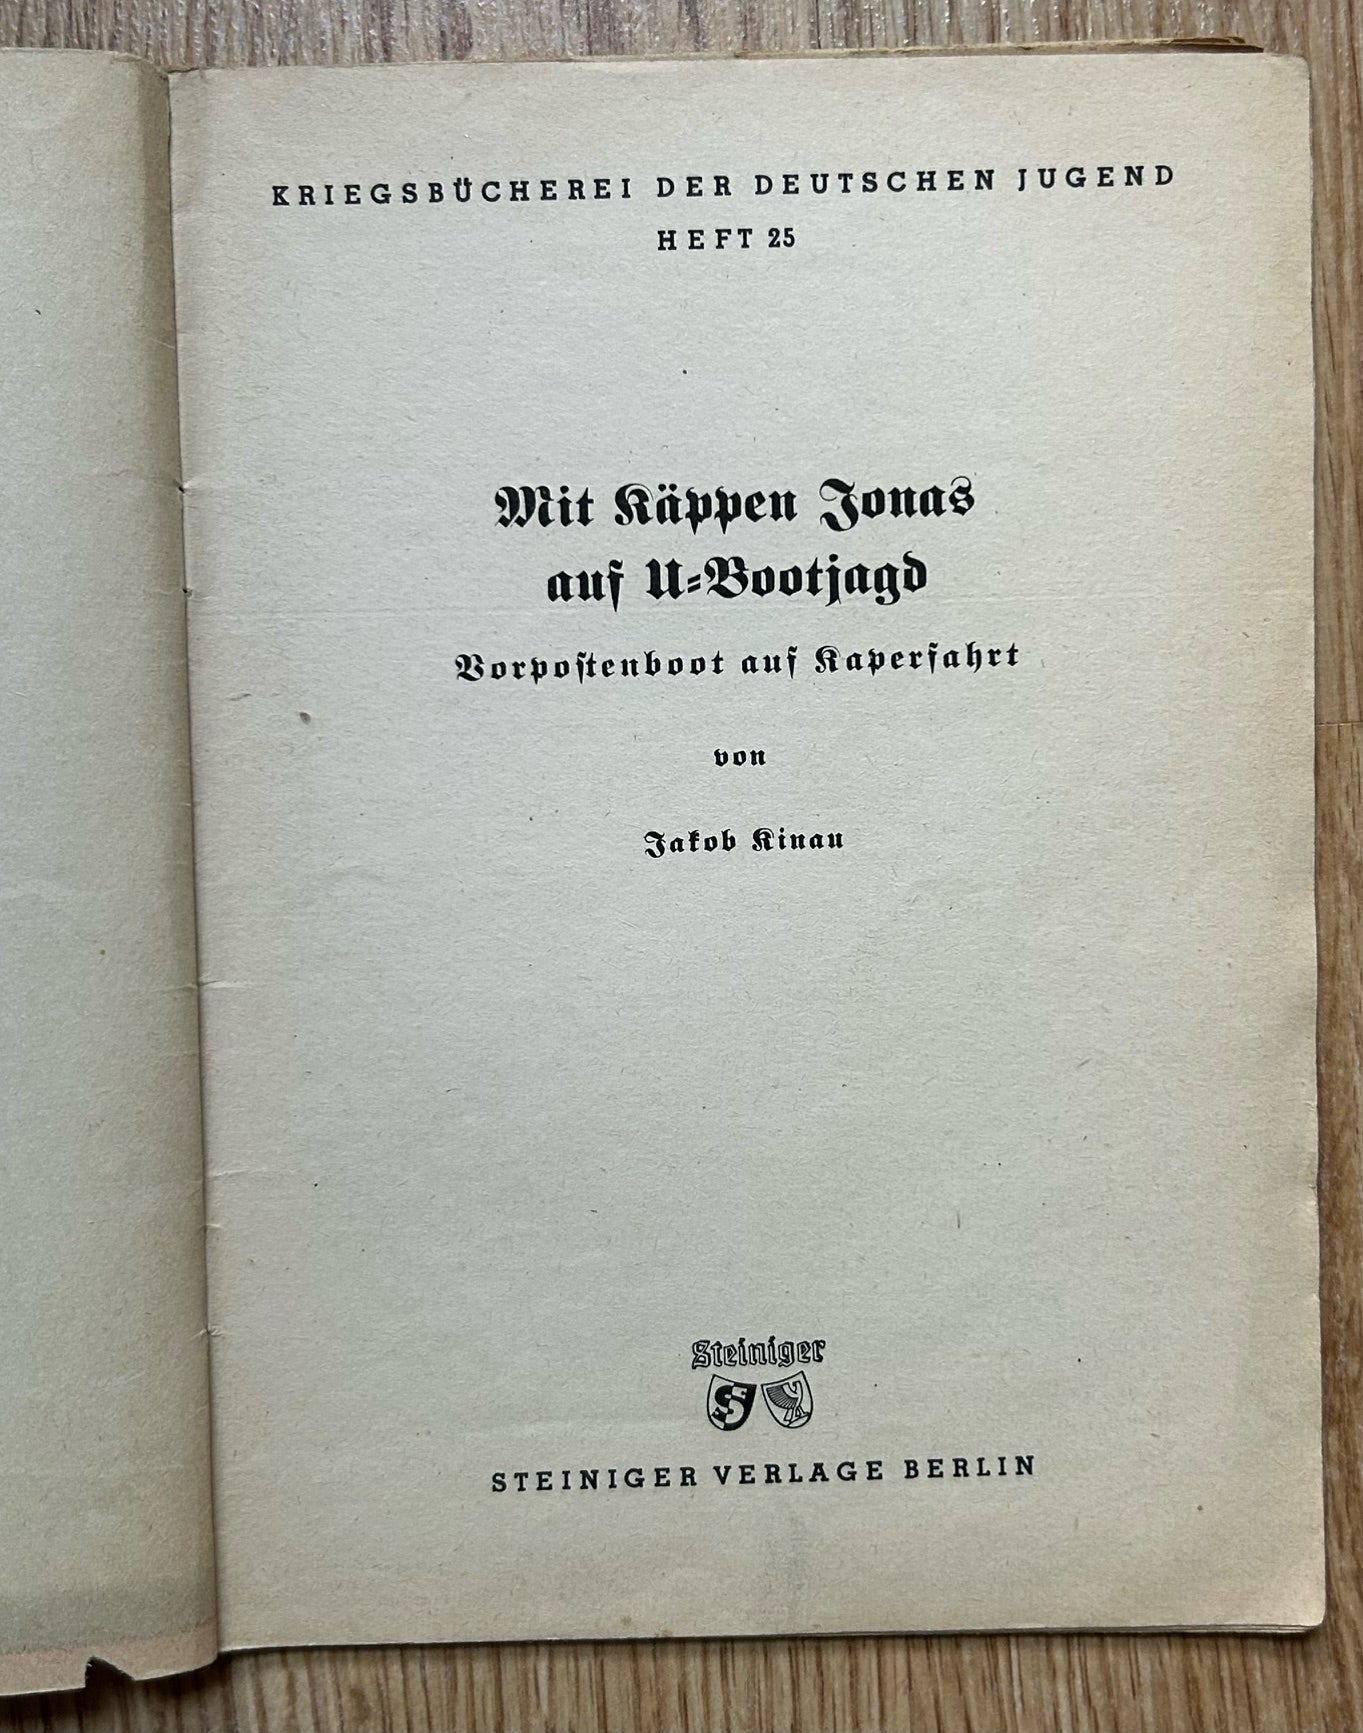 KRIEGSBÜCHEREI DER DEUTSCHEN JUGEND
HEFT 25
Mit Käppen Jonas
auf U-Bootjagd
Vorpoſtenboot auf Kaperfahrt
von
Jakob Kinau
Steiniger
STEINIGER VERLAGE BERLIN